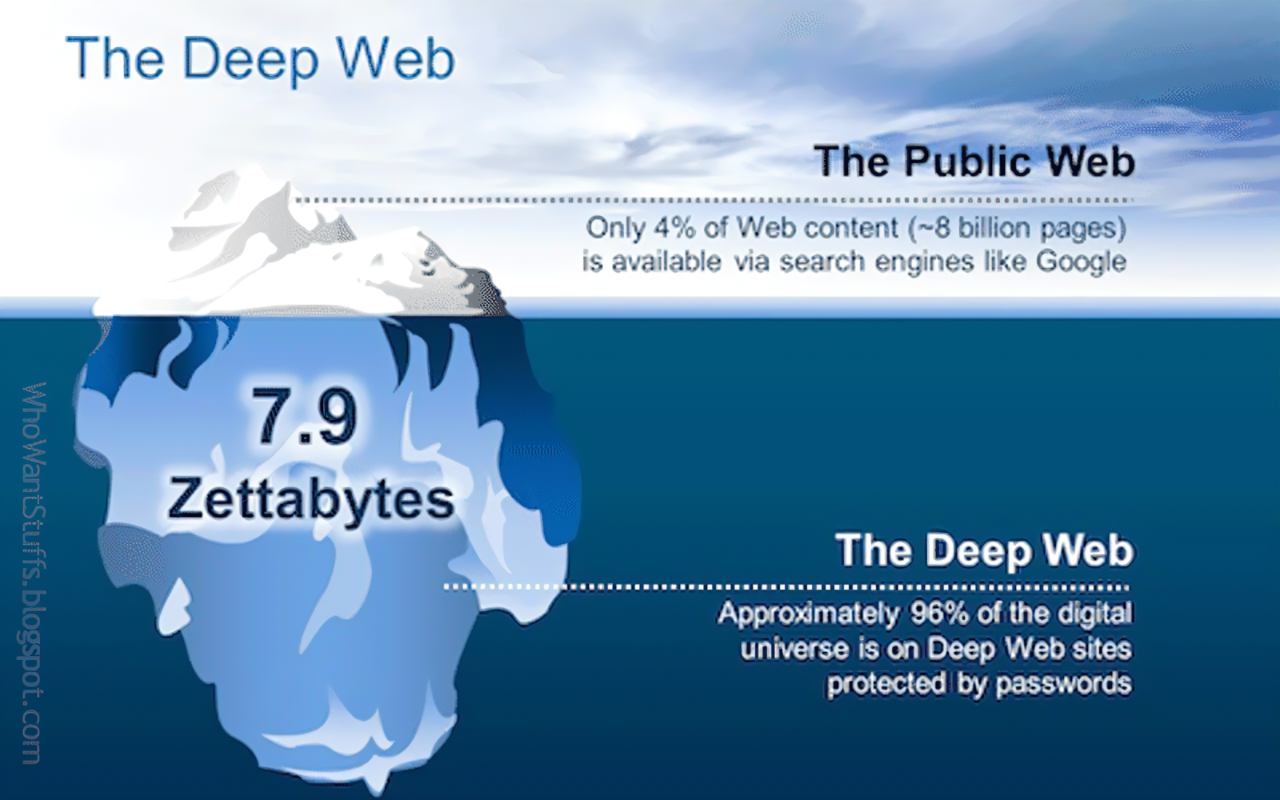 The Deep Web
The Public Web
Only 4% of Web content (~8 billion pages)
is available via search engines like Google
7.9
Zettabytes
The Deep Web
Approximately 96% of the digital
universe is on Deep Web sites
protected by passwords
WhoWantStuffs.blogspot.com